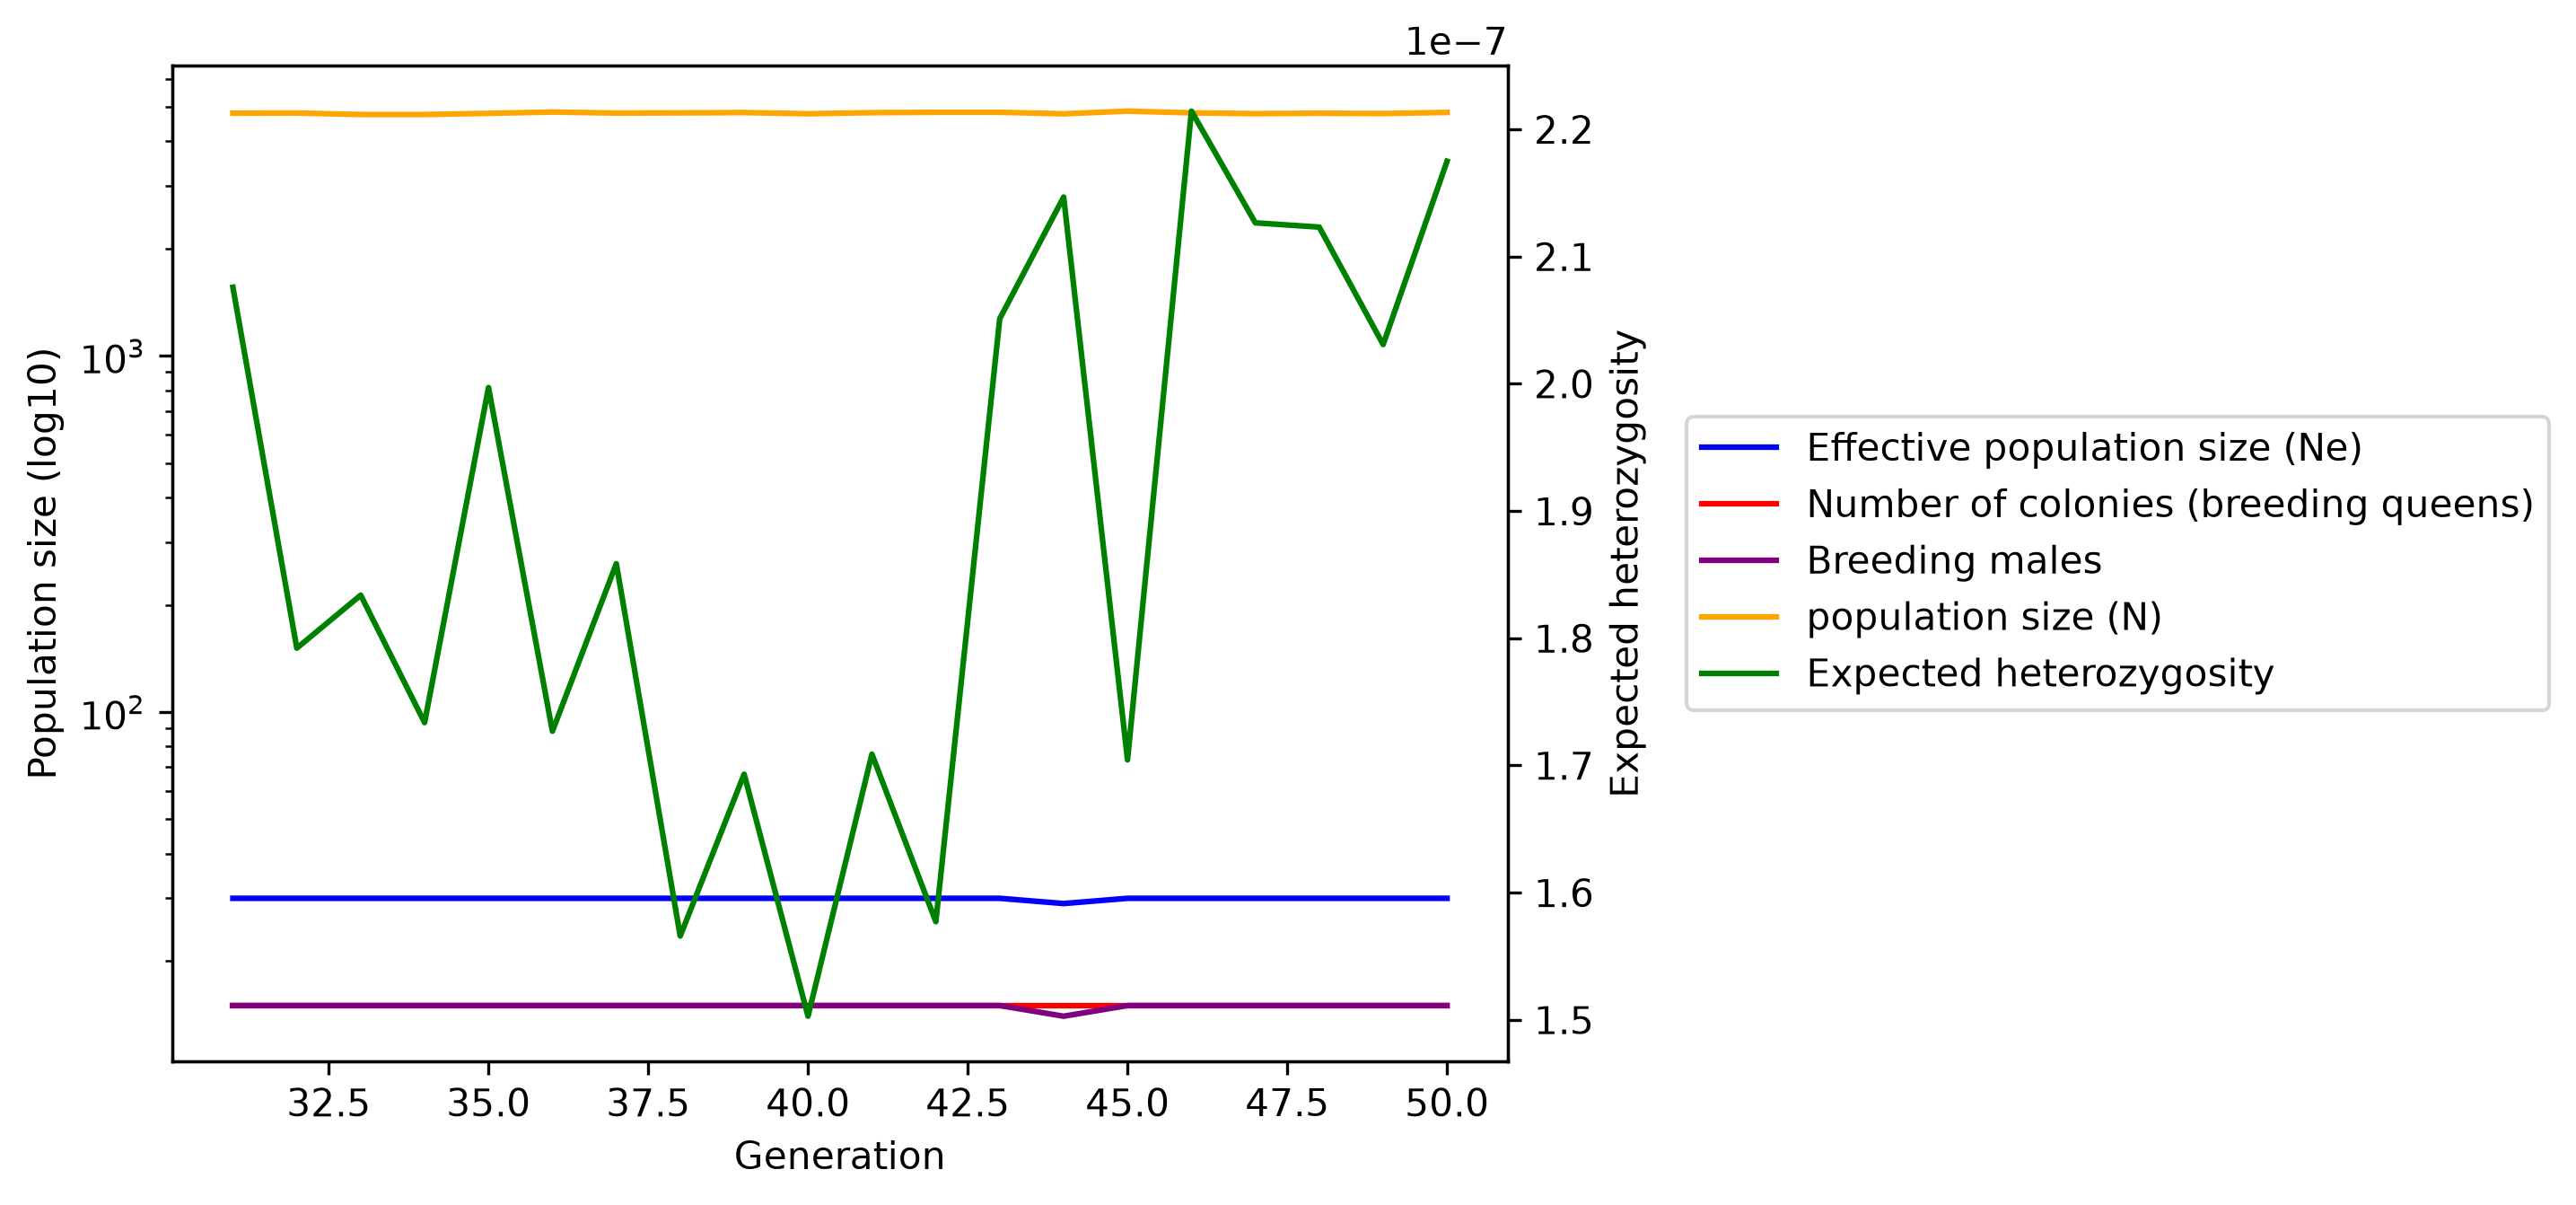 1e−7
Population size (log10)
10³
10²
2.2
2.1
2.0
1.9
1.8
1.7
1.6
1.5
Expected heterozygosity
32.5 35.0 37.5 40.0 42.5 45.0 47.5 50.0
Generation
Effective population size (Ne)
Number of colonies (breeding queens)
Breeding males
population size (N)
Expected heterozygosity